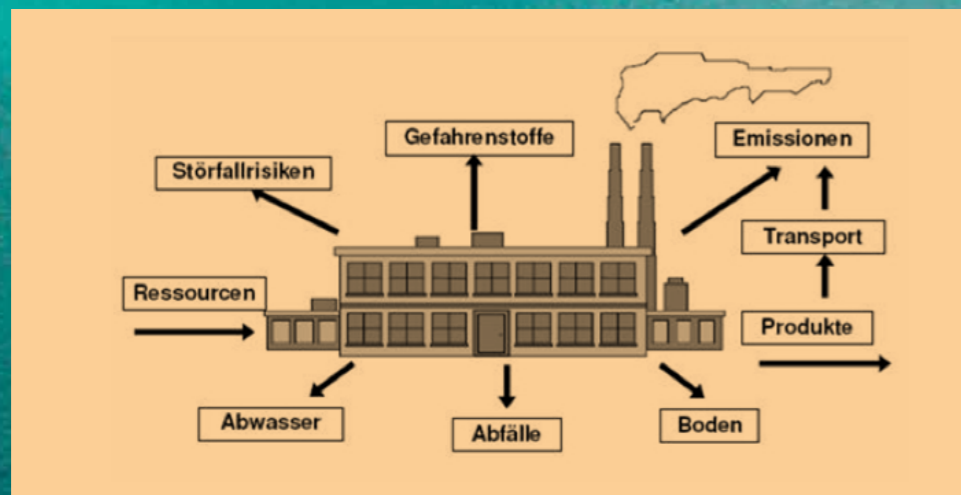 Gefahrenstoffe
Emissionen
Störfallrisiken
Transport
Ressourcen
Produkte
Abwasser
Abfälle
Boden